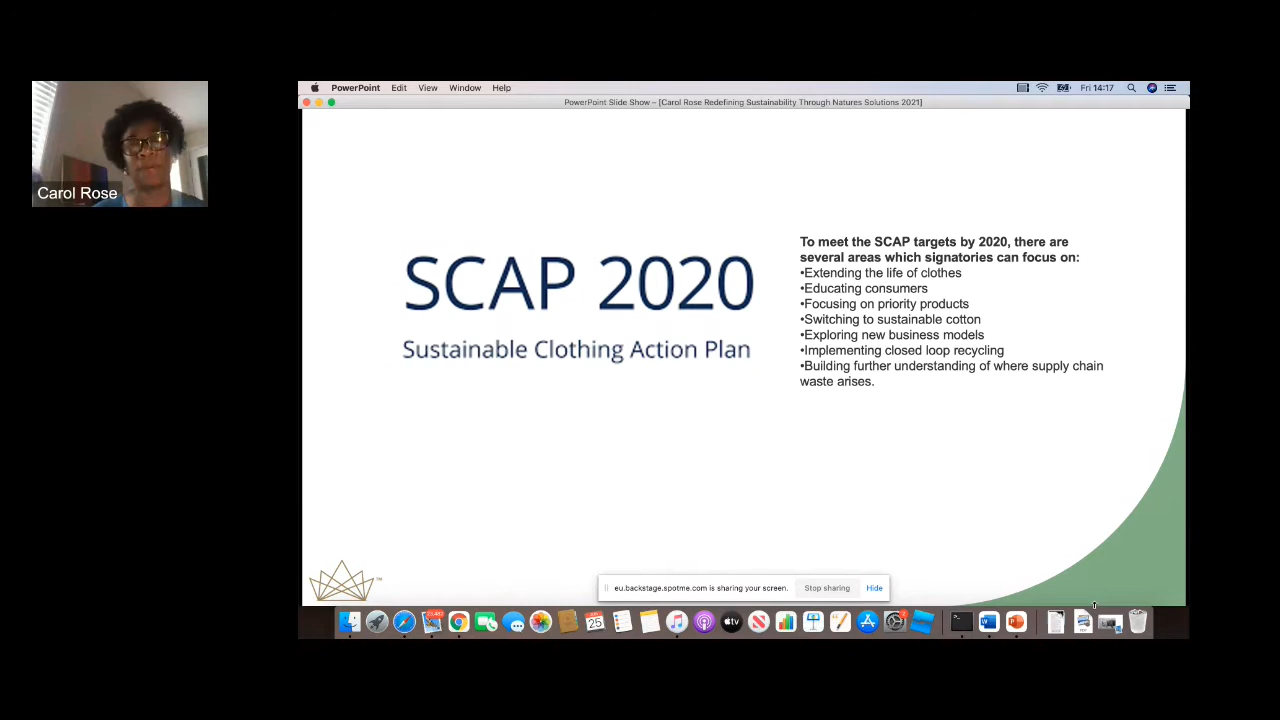 PowerPoint Edit View Window Help
Fri 14:17
PowerPoint Slide Show – [Carol Rose Redefining Sustainability Through Natures Solutions 2021]
Carol Rose
SCAP 2020
Sustainable Clothing Action Plan
To meet the SCAP targets by 2020, there are
several areas which signatories can focus on:
•Extending the life of clothes
•Educating consumers
•Focusing on priority products
•Switching to sustainable cotton
•Exploring new business models
•Implementing closed loop recycling
•Building further understanding of where supply chain
waste arises.
TM
eu.backstage.spotme.com is sharing your screen. Stop sharing Hide
25
tv